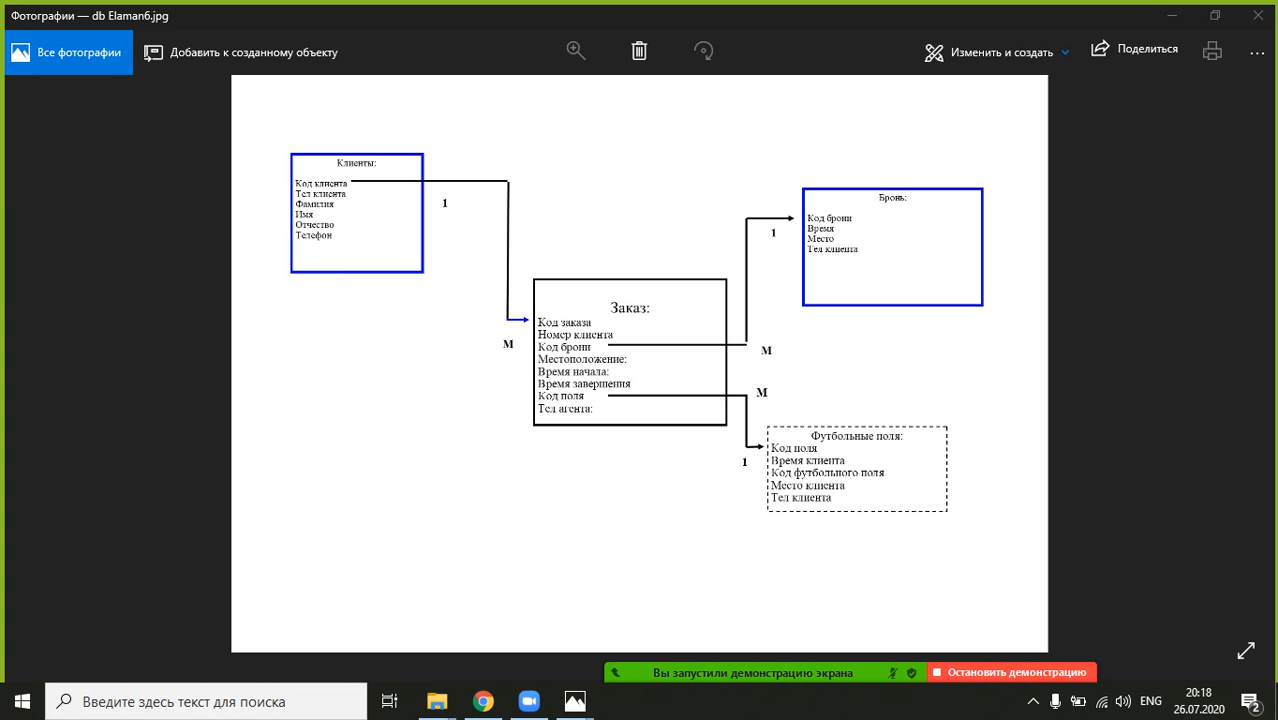 Фотографии — db Elaman6.jpg
Все фотографии
Добавить к созданному объекту
Изменить и создать
Поделиться
Клиенты:
Код клиента
Тел клиента
Фамилия
Имя
Отчество
Телефон
1
М
Заказ:
Код заказа
Номер клиента
Код брони
Местоположение:
Время начала:
Время завершения
Код поля
Тел агента:
Бронь:
Код брони
Время
Место
Тел клиента
1
М
М
1
Футбольные поля:
Код поля
Время клиента
Код футбольного поля
Место клиента
Тел клиента
Вы запустили демонстрацию экрана
Остановить демонстрацию
Введите здесь текст для поиска
ENG
20:18
26.07.2020
2